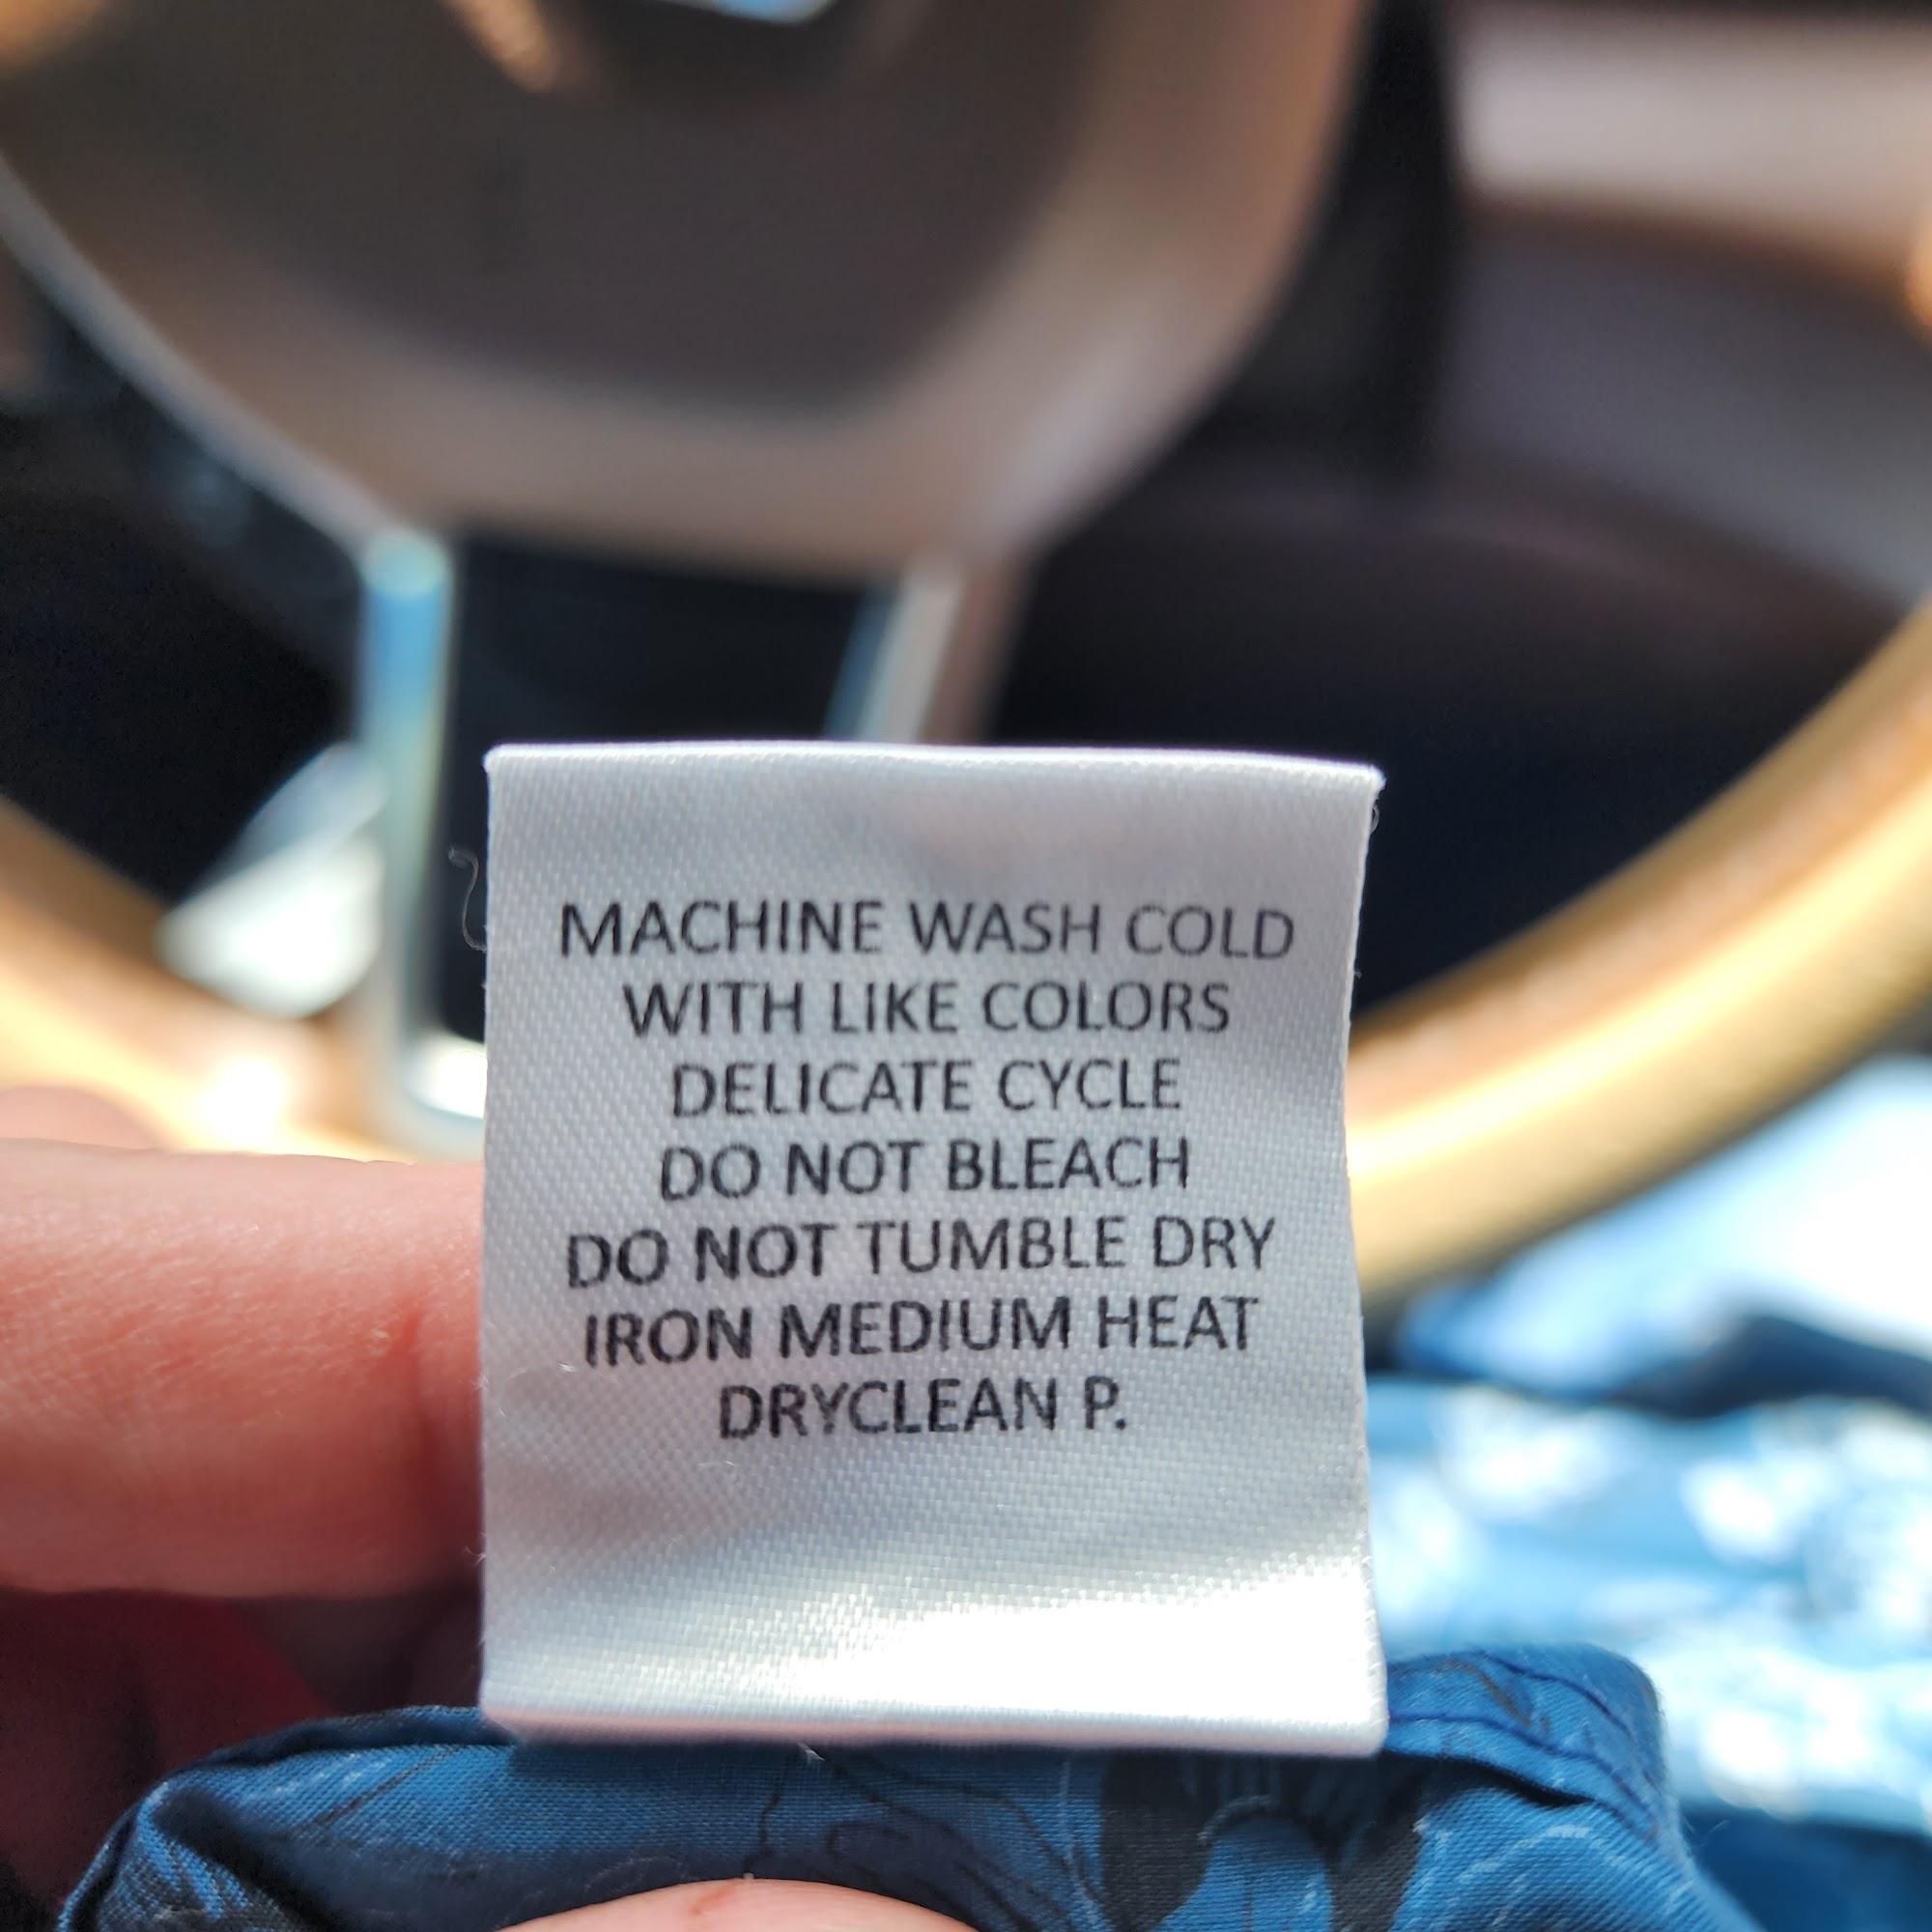 MACHINE WASH COLD
WITH LIKE COLORS
DELICATE CYCLE
DO NOT BLEACH
DO NOT TUMBLE DRY
IRON MEDIUM HEAT
DRYCLEAN P.